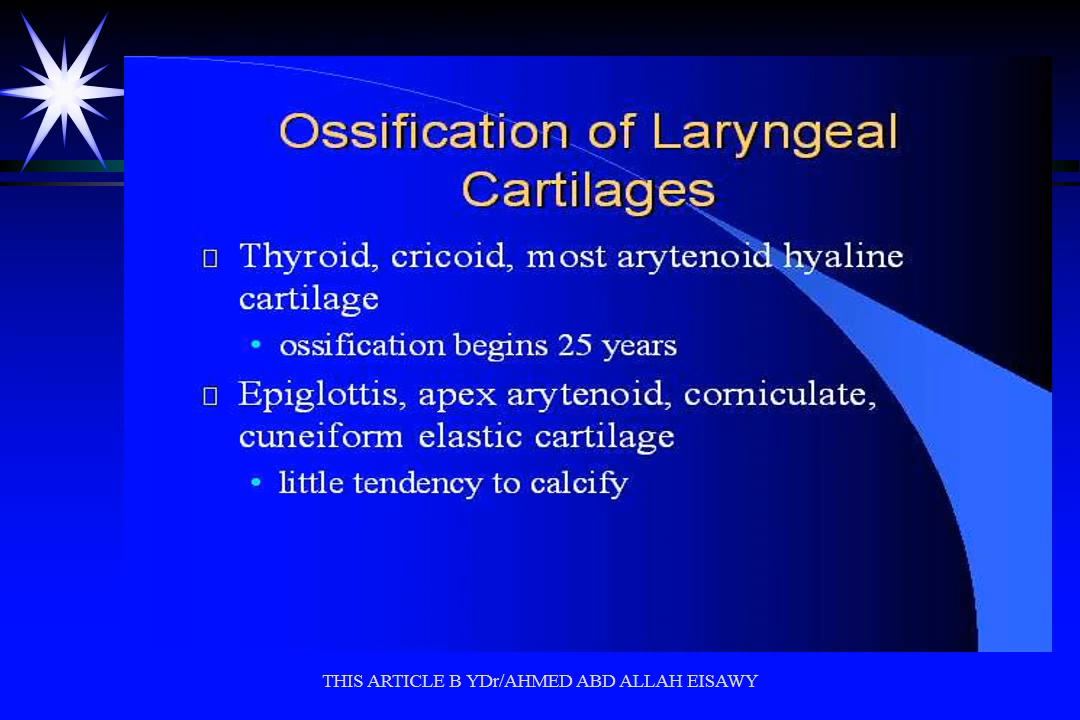 Ossification of Laryngeal
Cartilages
Thyroid, cricoid, most arytenoid hyaline
cartilage
• ossification begins 25 years
Epiglottis, apex arytenoid, corniculate,
cuneiform elastic cartilage
• little tendency to calcify
THIS ARTICLE B YDr/AHMED ABD ALLAH EISAWY